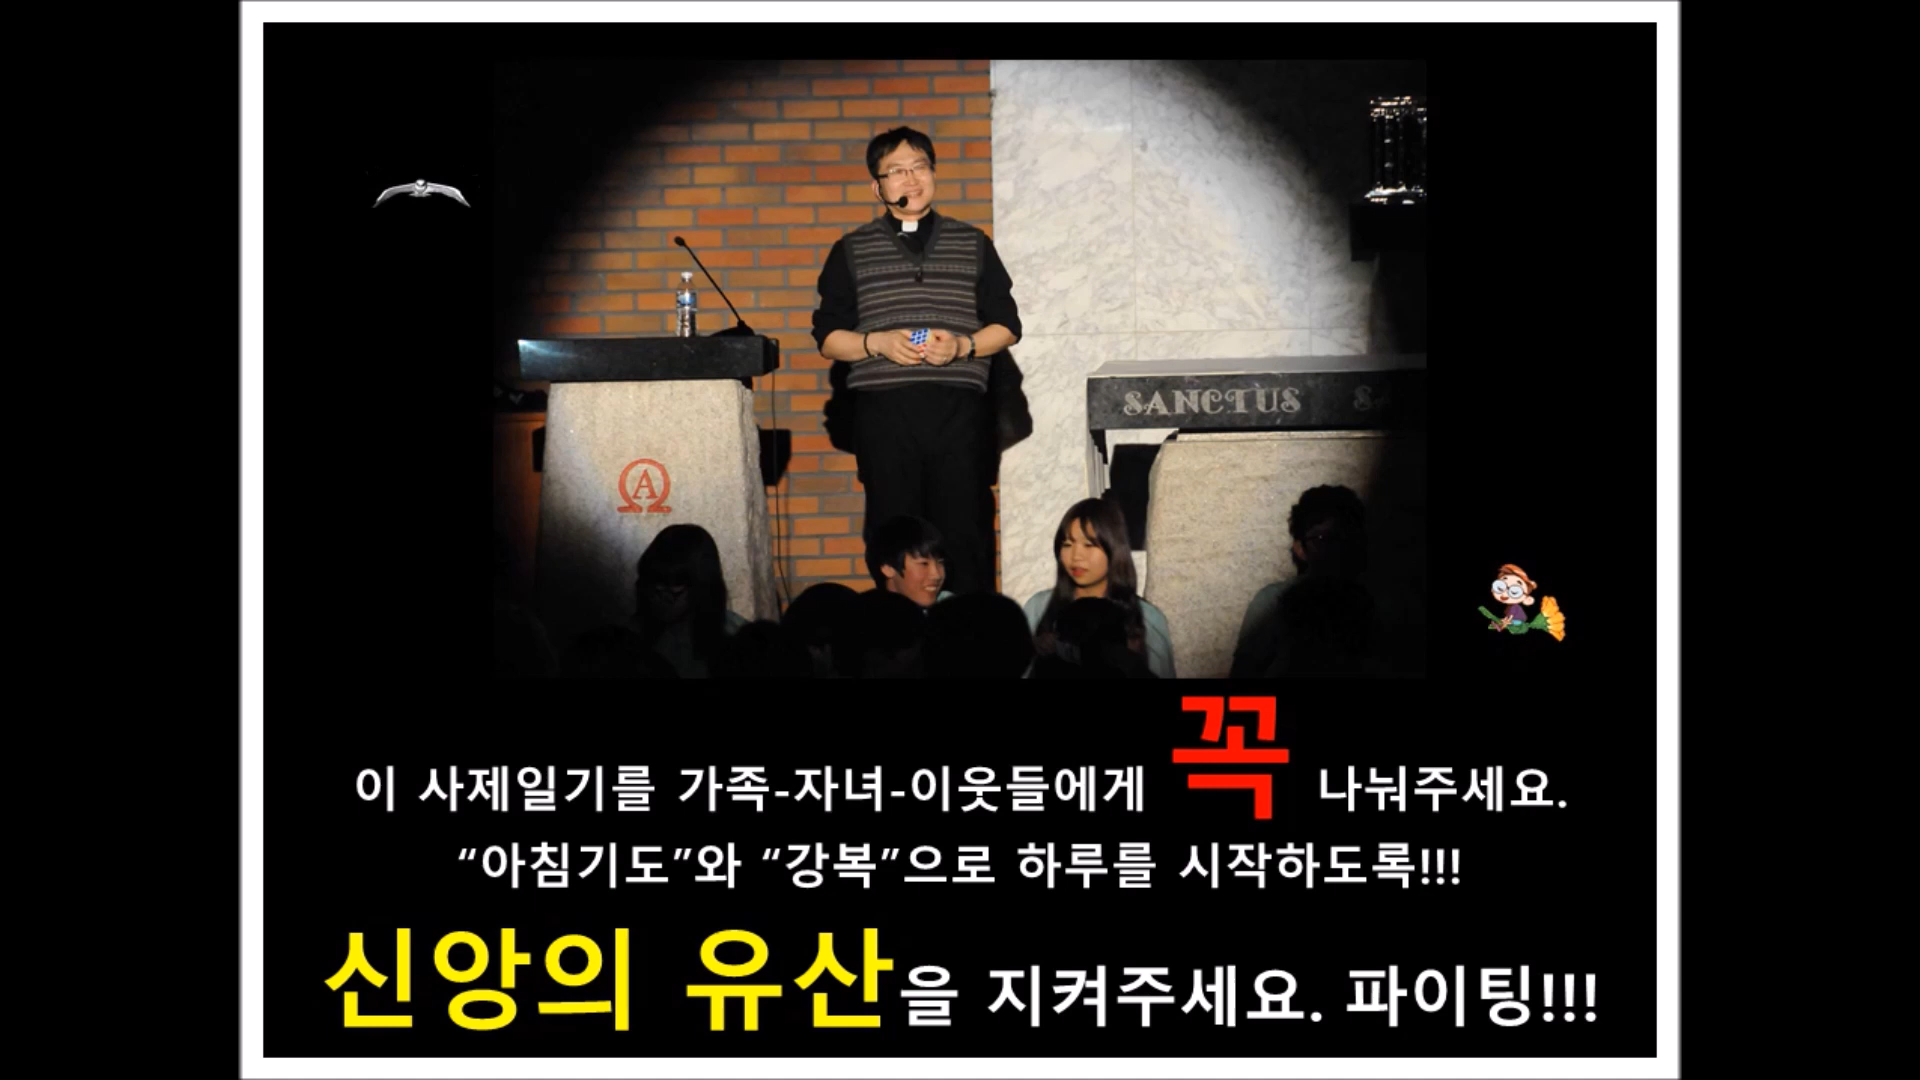 SANCTUS
A
이 사제일기를 가족-자녀-이웃들에게 꼭 나눠주세요.
“아침기도”와 “강복”으로 하루를 시작하도록!!!
신앙의 유산을 지켜주세요. 파이팅!!!